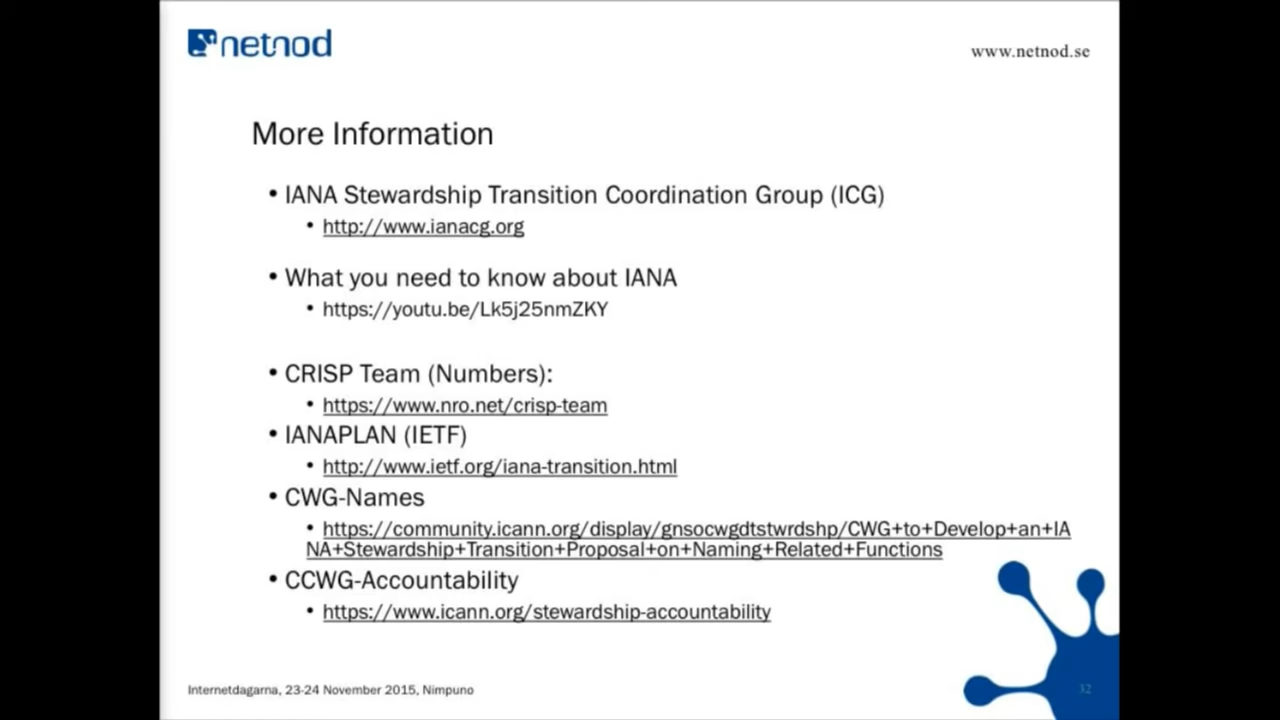 netnod
www.netnod.se
More Information
• IANA Stewardship Transition Coordination Group (ICG)
• http://www.ianacg.org
• What you need to know about IANA
• https://youtu.be/Lk5j25nmZKY
• CRISP Team (Numbers):
• https://www.nro.net/crisp-team
• IANAPLAN (IETF)
• http://www.ietf.org/iana-transition.html
• CWG-Names
• https://community.icann.org/display/gnsocwgdtstwrdshp/CWG+to+Develop+an+IA
NA+Stewardship+Transition+Proposal+on+Naming+Related+Functions
• CCWG-Accountability
• https://www.icann.org/stewardship-accountability
Internetdagarna, 23-24 November 2015, Nimpuno
32